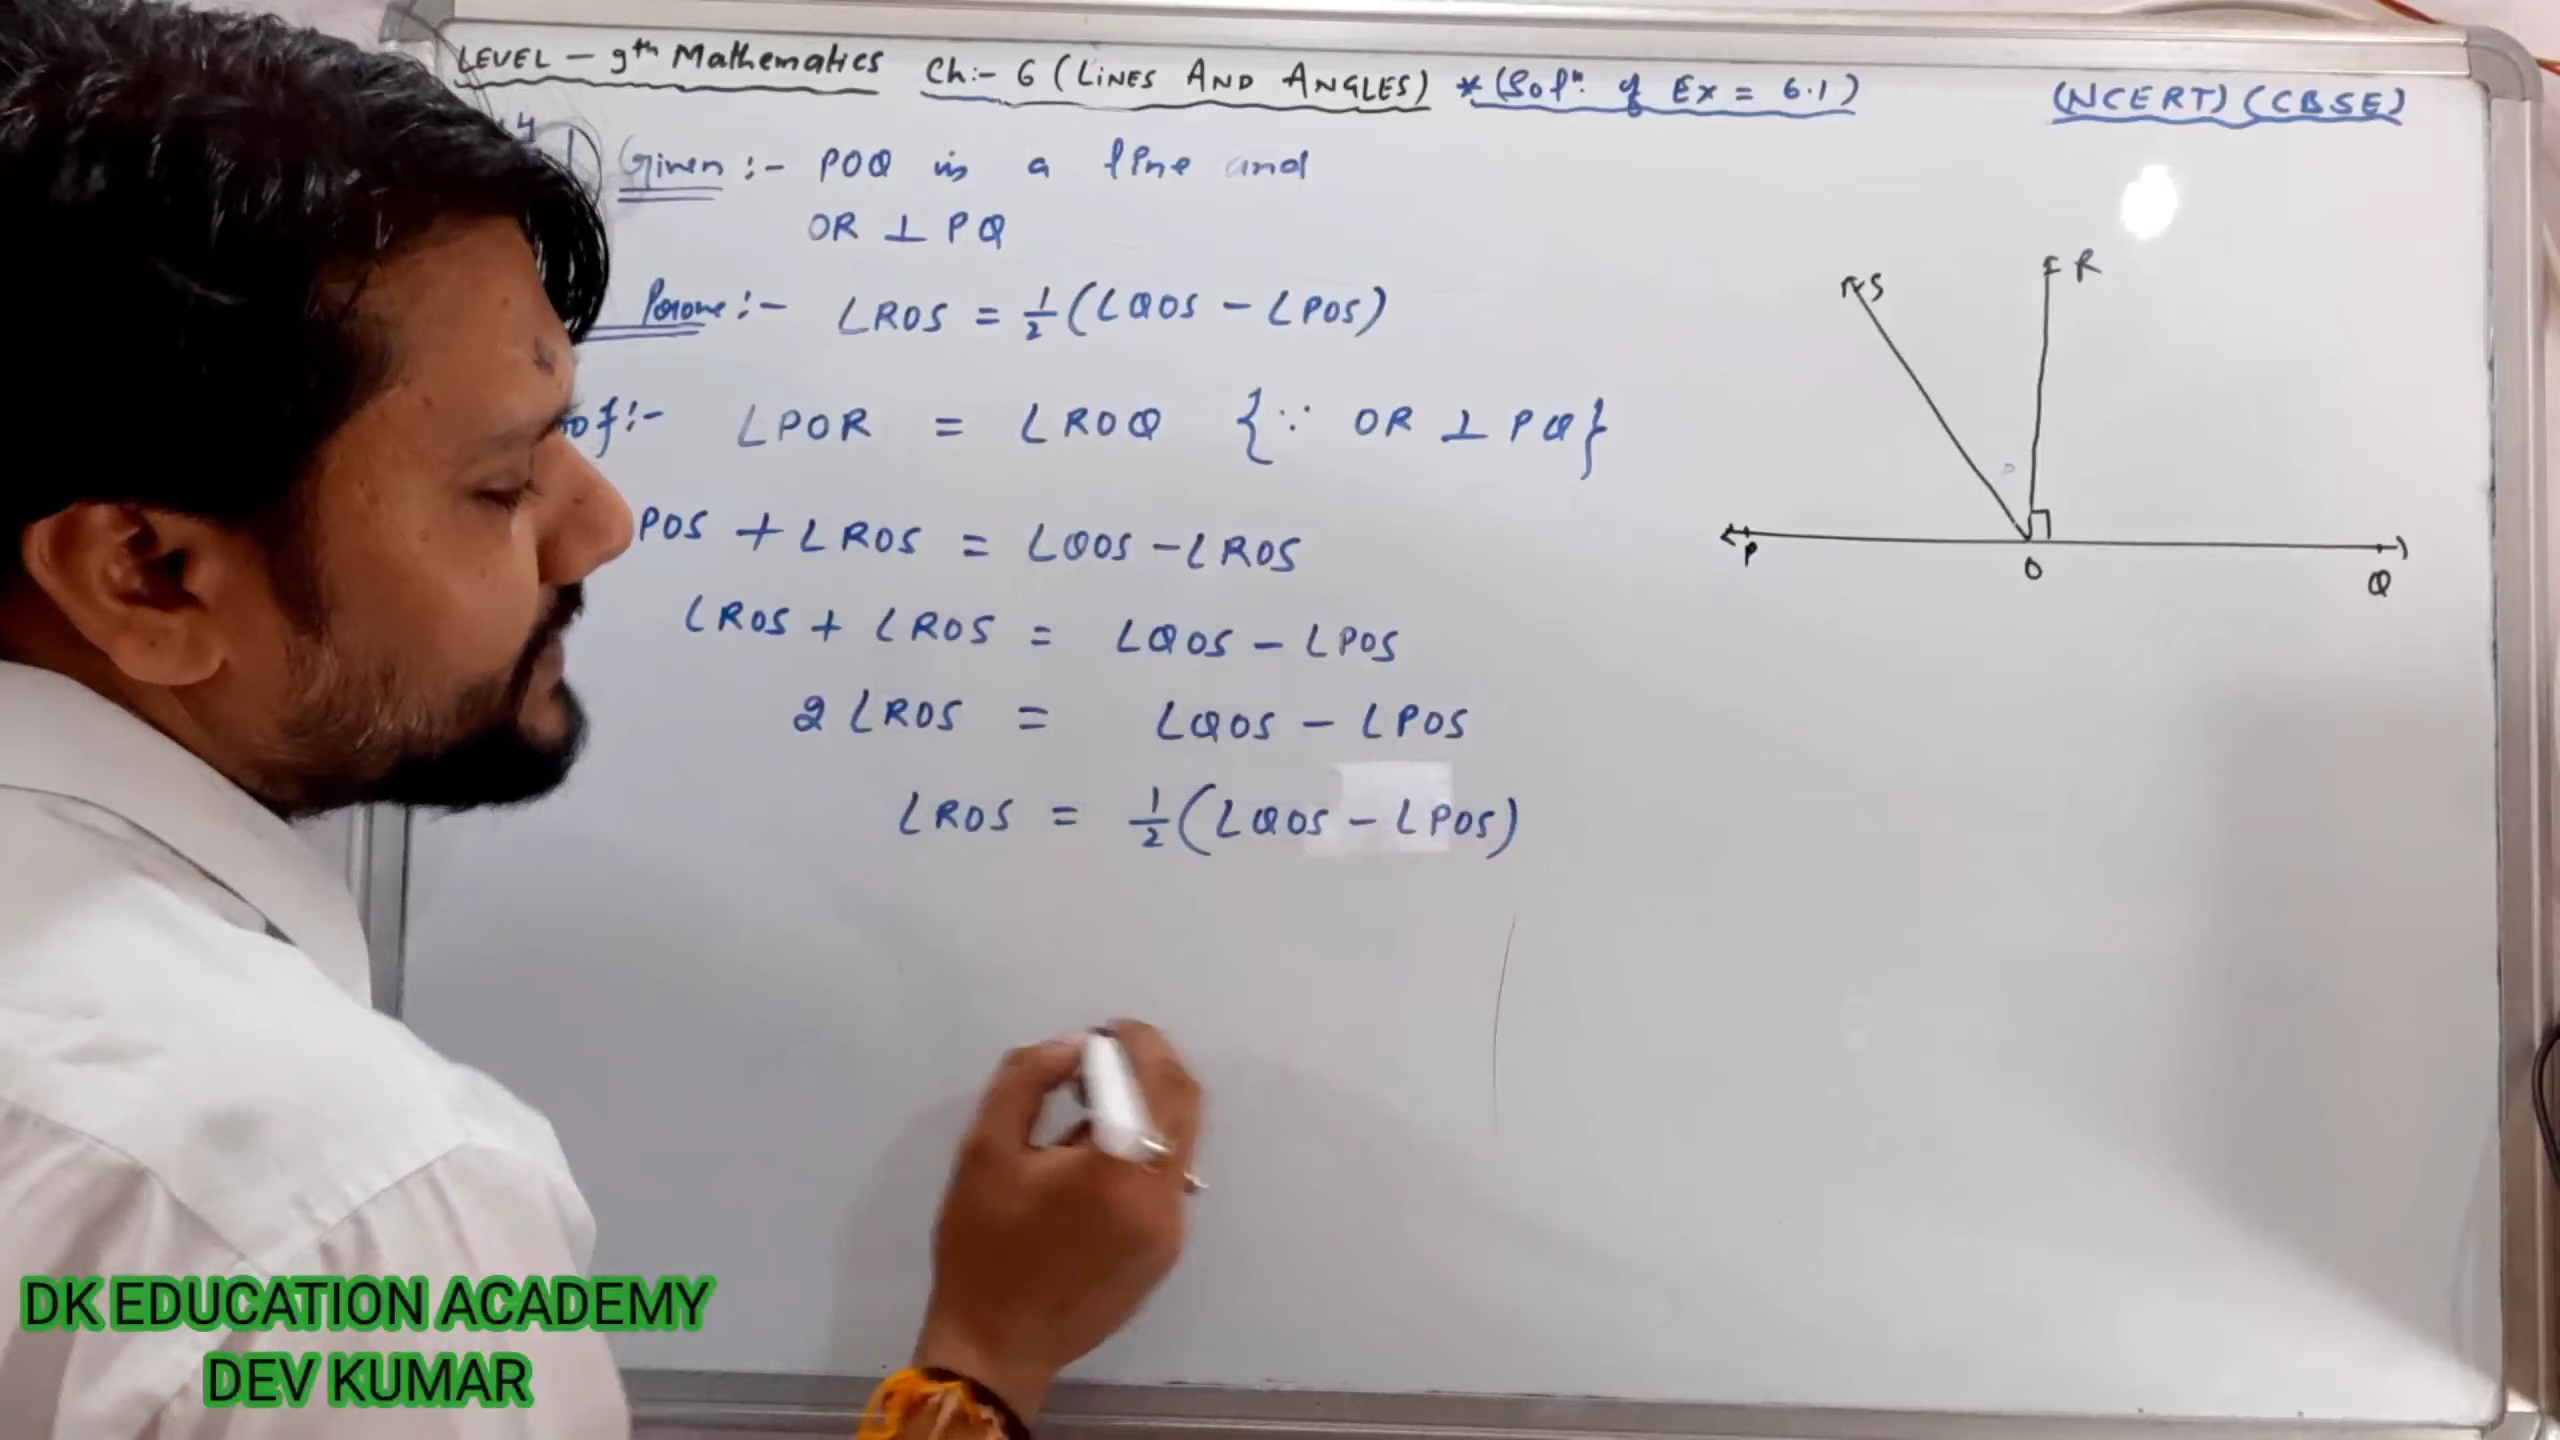 LEVEL – 9th Mathematics Ch:- 6 (LINES AND ANGLES) * (Solⁿ: of Ex = 6.1) (NCERT) (CBSE)
Given :- POQ is a line and
OR ⊥ PQ
Prove :- ∠ROS = 1/2 (∠QOS – ∠POS)
∠POR = ∠ROQ {∵ OR ⊥ PQ}
POS + ∠ROS = ∠QOS – ∠ROS
∠ROS + ∠ROS = ∠QOS – ∠POS
2 ∠ROS = ∠QOS – ∠POS
∠ROS = 1/2 (∠QOS – ∠POS)
S R
P O Q
DK EDUCATION ACADEMY
DEV KUMAR